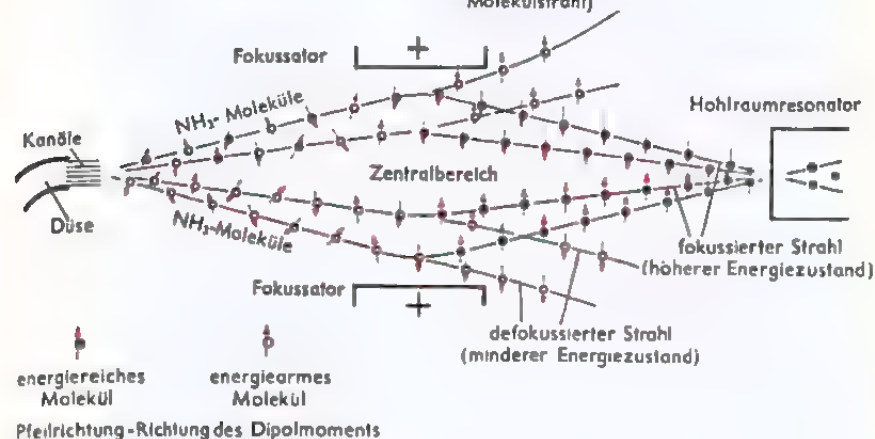 Molekülstrahl)
Fokussator
+
NH₃- Moleküle
Hohlraumresonator
Kanäle
Zentralbereich
Düse
NH₃-Moleküle
fokussierter Strahl
(höherer Energiezustand)
Fokussator
+
defokussierter Strahl
(minderer Energiezustand)
energiereiches
Molekül
energiearmes
Molekül
Pfeilrichtung-Richtung des Dipolmoments